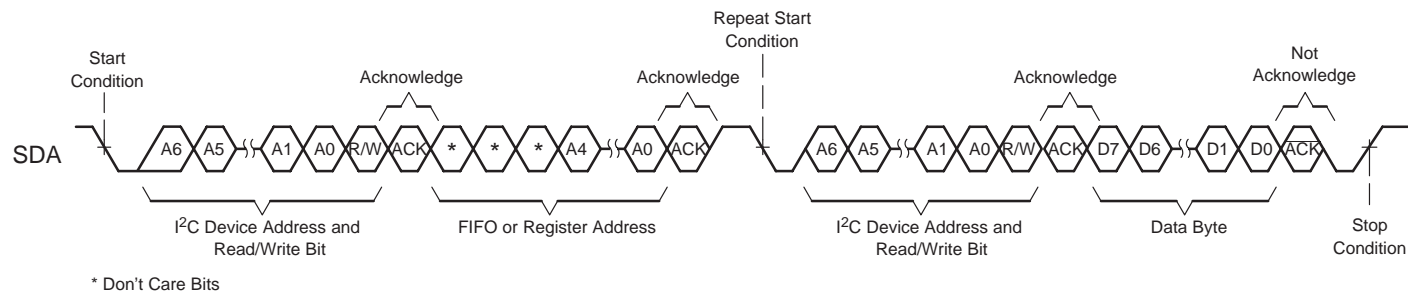 Repeat Start
Condition
Start
Condition
Acknowledge
Acknowledge
Acknowledge
Not
Acknowledge
SDA
A6 A5 A1 A0 R/W ACK * * * A4 A0 ACK A6 A5 A1 A0 R/W ACK D7 D6 D1 D0 A̅C̅K̅
I²C Device Address and
Read/Write Bit
FIFO or Register Address
I²C Device Address and
Read/Write Bit
Data Byte
Stop
Condition
* Don't Care Bits